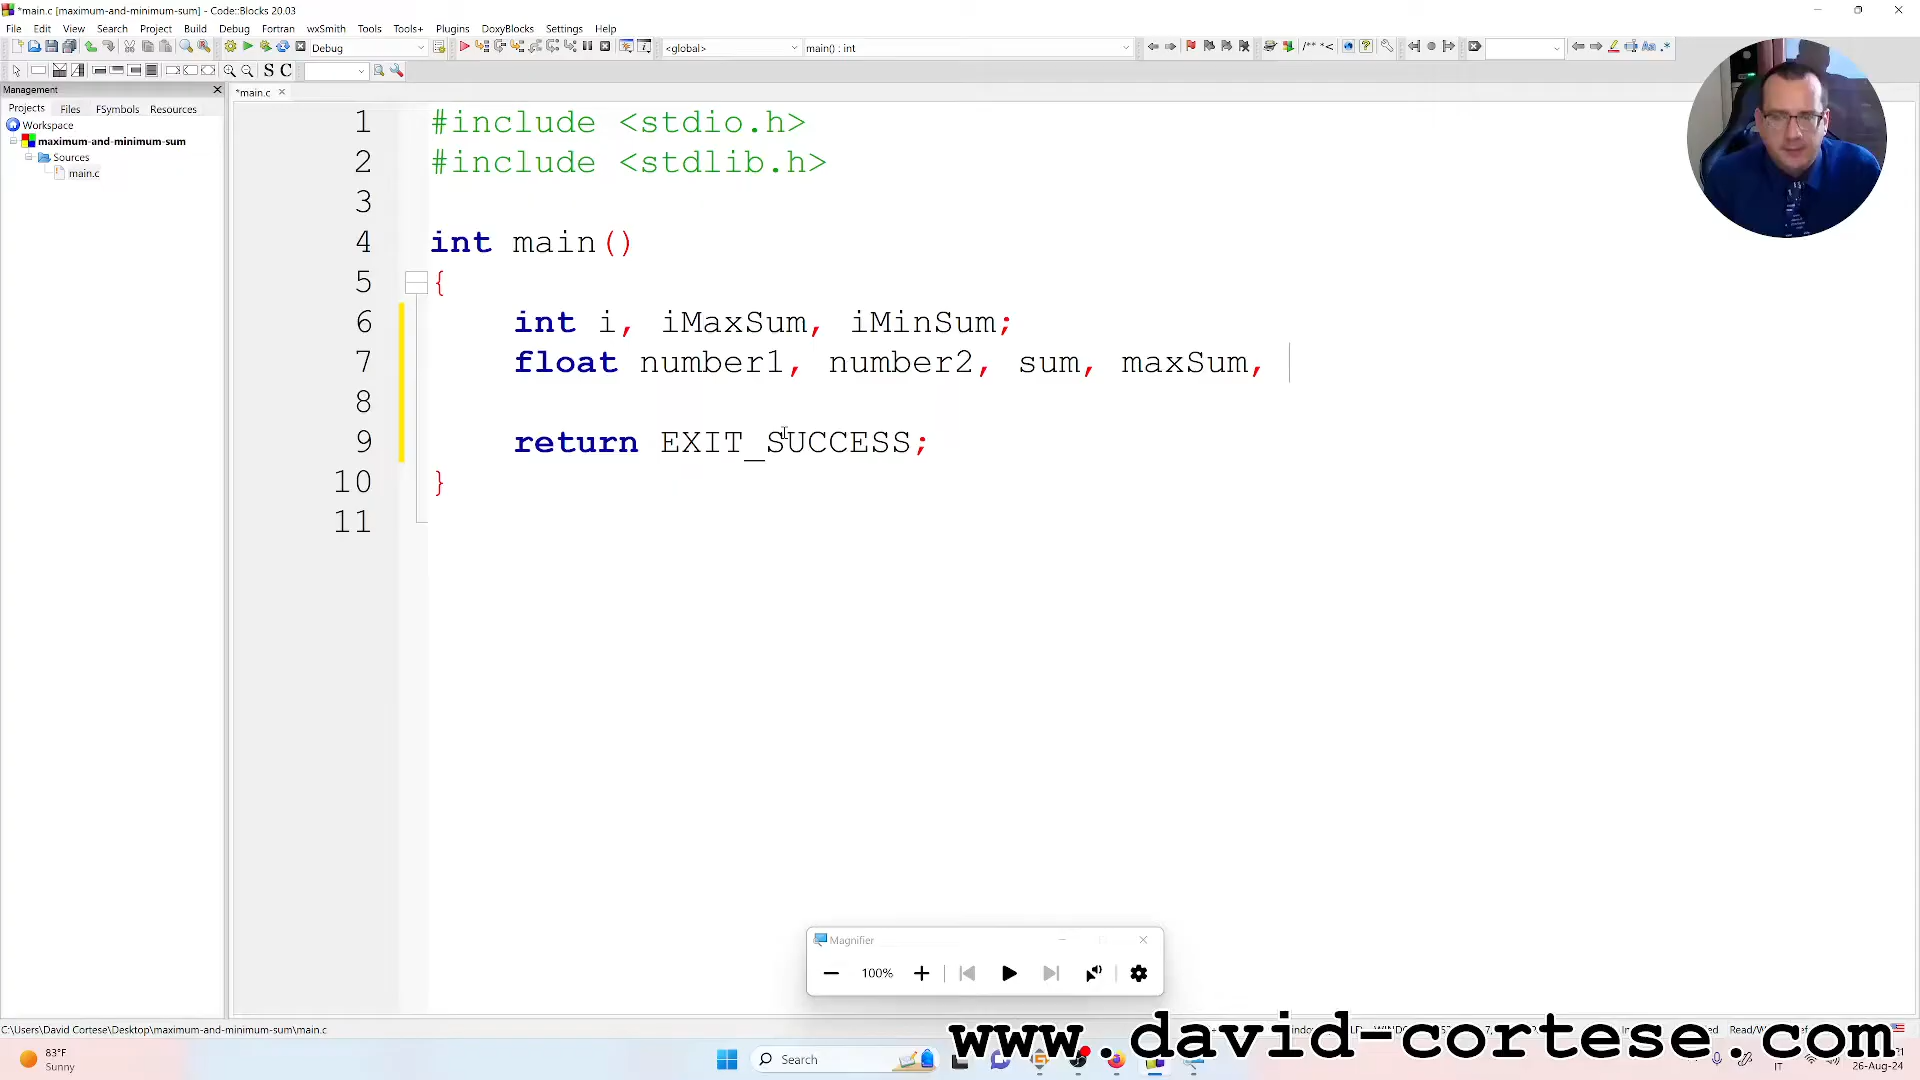 *main.c [maximum-and-minimum-sum] - Code::Blocks 20.03
File Edit View Search Project Build Debug Fortran wxSmith Tools Tools+ Plugins DoxyBlocks Settings Help
Debug <global> main() : int
/** *<
Aa .*
S C
Management
Projects Files FSymbols Resources
Workspace
maximum-and-minimum-sum
Sources
main.c
*main.c
1 #include <stdio.h>
2 #include <stdlib.h>
3
4 int main()
5 {
6 int i, iMaxSum, iMinSum;
7 float number1, number2, sum, maxSum,
8
9 return EXIT_SUCCESS;
10 }
11
Magnifier
100%
C:\Users\David Cortese\Desktop\maximum-and-minimum-sum\main.c
www.david-cortese.com
83°F
Sunny
Search
IT
26-Aug-24